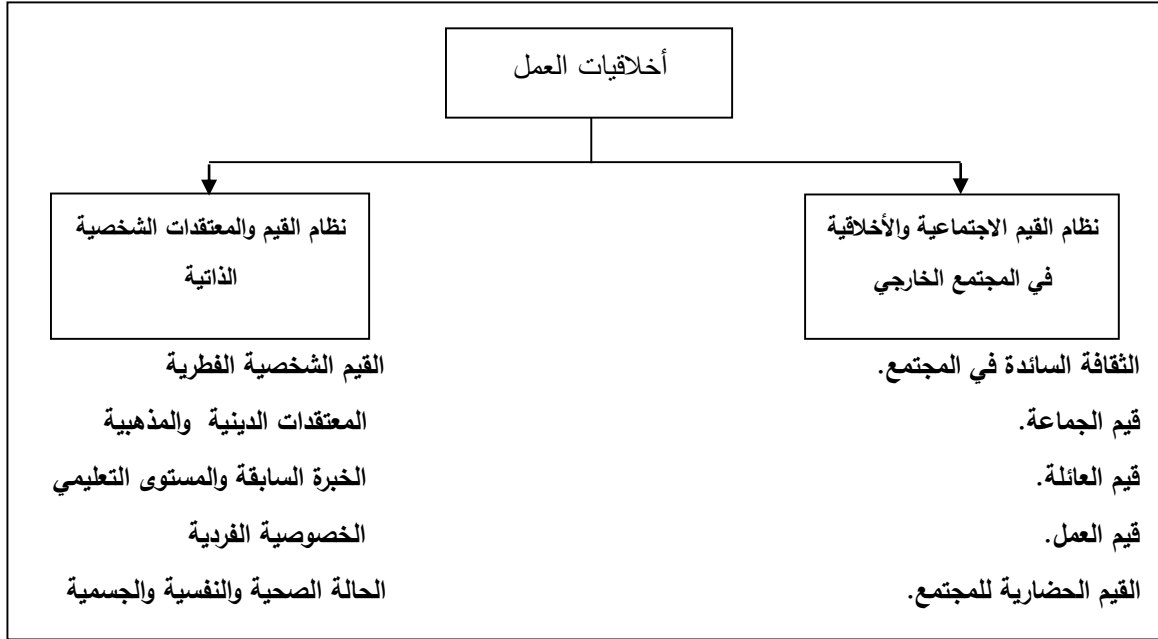 أخلاقيات العمل
نظام القيم الاجتماعية والأخلاقية
في المجتمع الخارجي
الثقافة السائدة في المجتمع.
قيم الجماعة.
قيم العائلة.
قيم العمل.
القيم الحضارية للمجتمع.
نظام القيم والمعتقدات الشخصية
الذاتية
القيم الشخصية الفطرية
المعتقدات الدينية والمذهبية
الخبرة السابقة والمستوى التعليمي
الخصوصية الفردية
الحالة الصحية والنفسية والجسمية